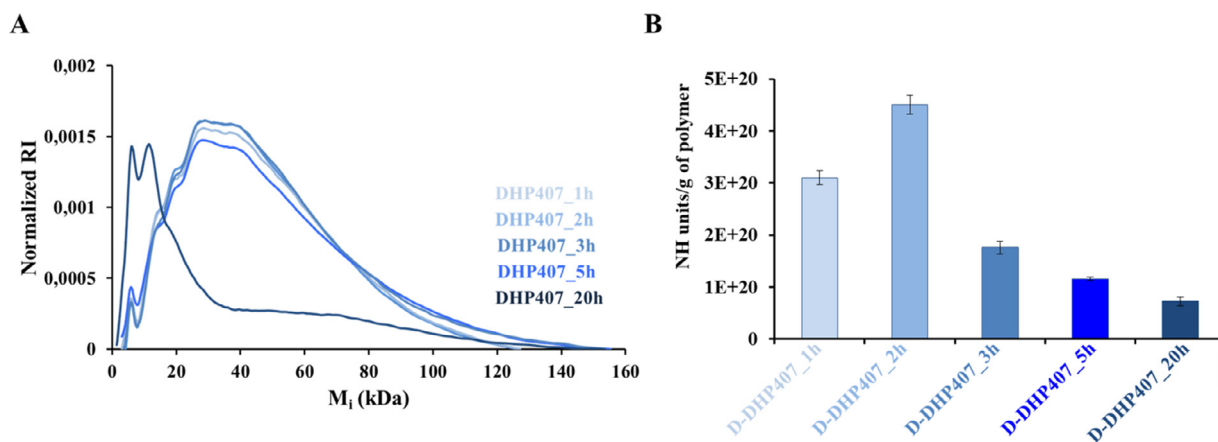 A
Normalized RI
0,002
0,0015
0,001
0,0005
0
0 20 40 60 80 100 120 140 160
Mi (kDa)
DHP407_1h
DHP407_2h
DHP407_3h
DHP407_5h
DHP407_20h
B
NH units/g of polymer
5E+20
4E+20
3E+20
2E+20
1E+20
0
D-DHP407_1h
D-DHP407_2h
D-DHP407_3h
D-DHP407_5h
D-DHP407_20h